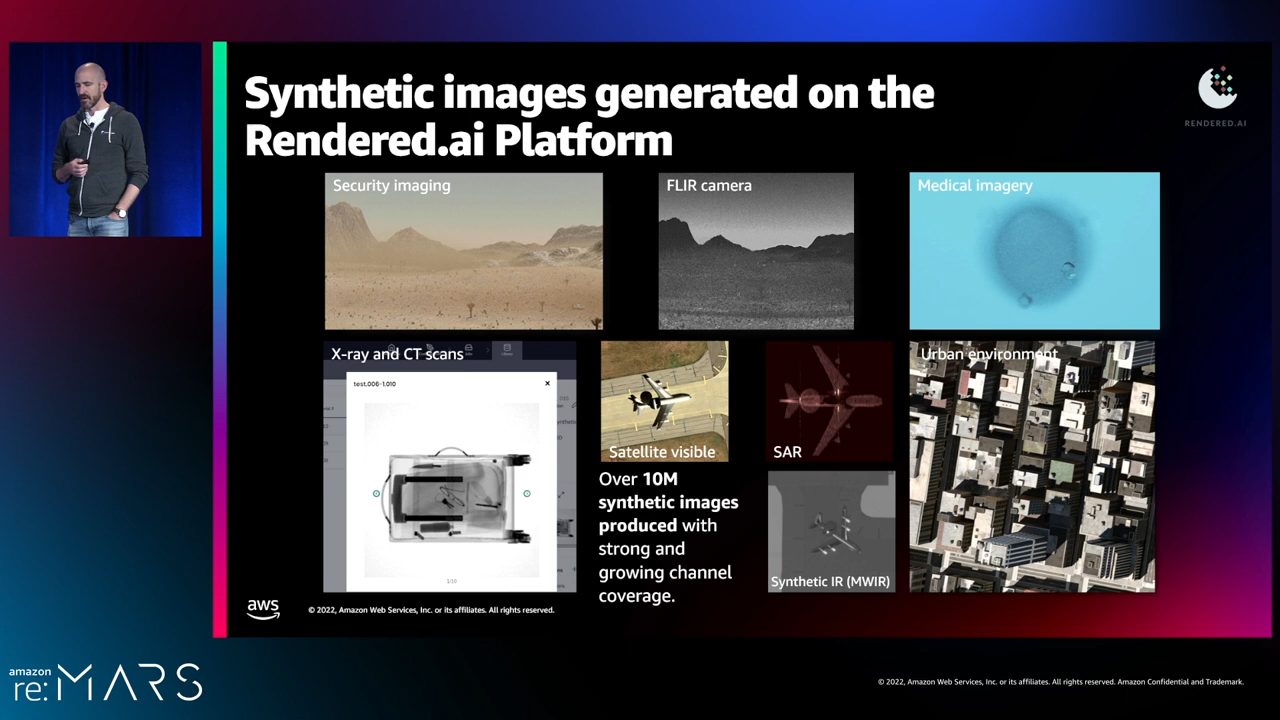 Synthetic images generated on the
Rendered.ai Platform
RENDERED.AI
Security imaging
FLIR camera
Medical imagery
X-ray and CT scans
test.006-1.010
1/10
Satellite visible
SAR
Urban environment
Over 10M
synthetic images
produced with
strong and
growing channel
coverage.
Synthetic IR (MWIR)
aws
© 2022, Amazon Web Services, Inc. or its affiliates. All rights reserved.
amazon
re:MARS
© 2022, Amazon Web Services, Inc. or its affiliates. All rights reserved. Amazon Confidential and Trademark.